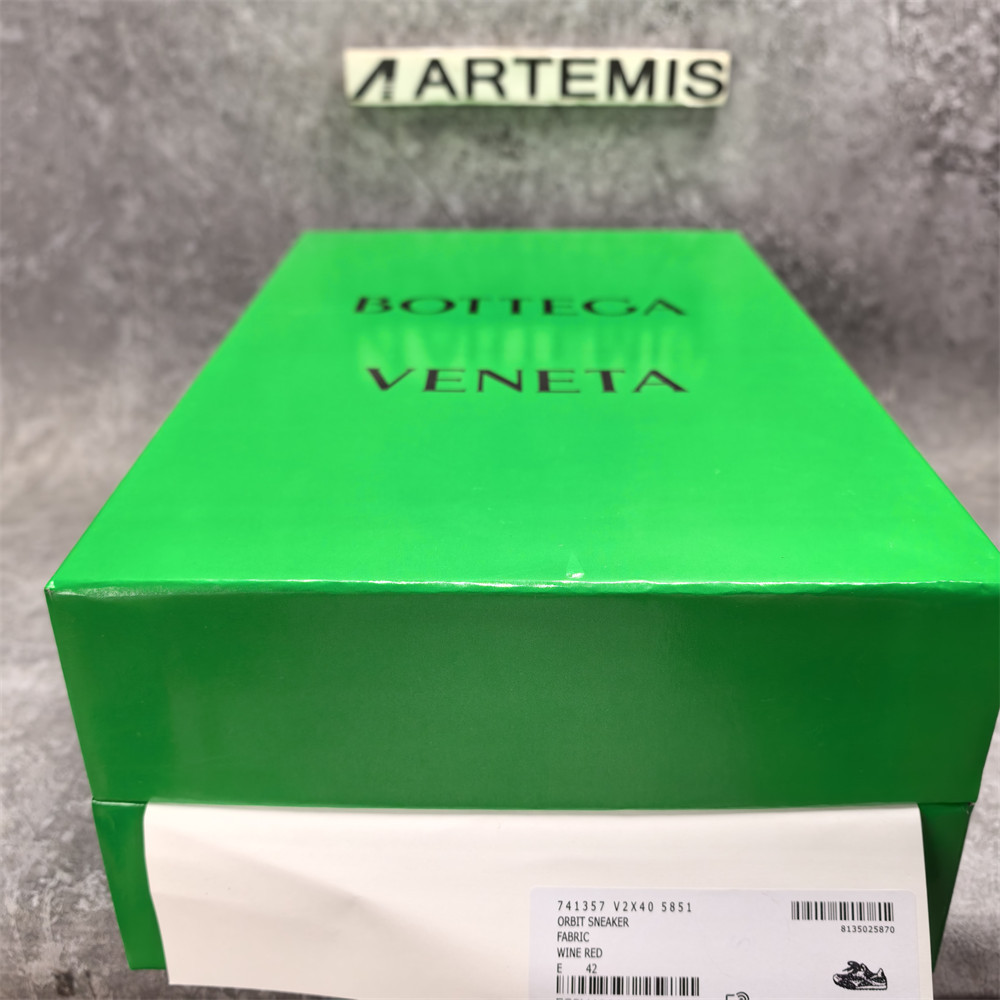 ARTEMIS
BOTTEGA
VENETA
741357 V2X40 5851
ORBIT SNEAKER
FABRIC
WINE RED
E 42
8135025870